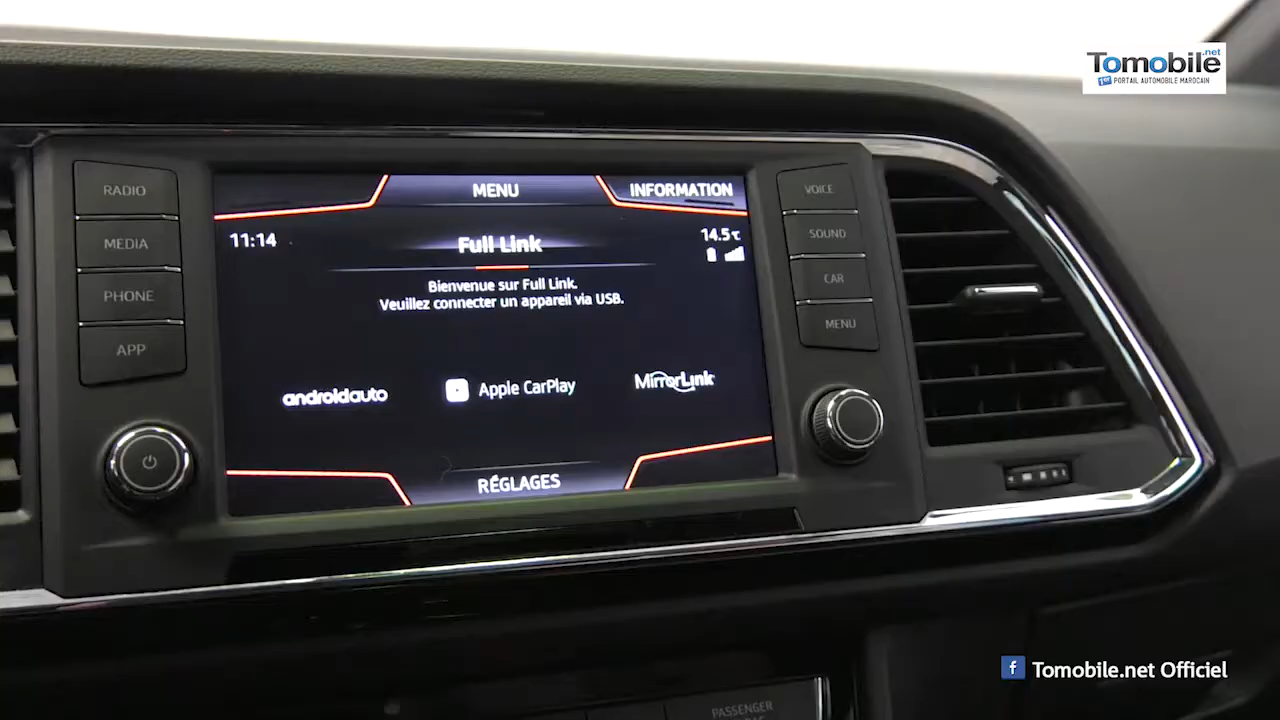 Tomobile.net
1er PORTAIL AUTOMOBILE MAROCAIN
RADIO
MEDIA
PHONE
APP
MENU
INFORMATION
11:14
14.5℃
Full Link
Bienvenue sur Full Link.
Veuillez connecter un appareil via USB.
androidauto
Apple CarPlay
MirrorLink
RÉGLAGES
VOICE
SOUND
CAR
MENU
PASSENGER
f Tomobile.net Officiel